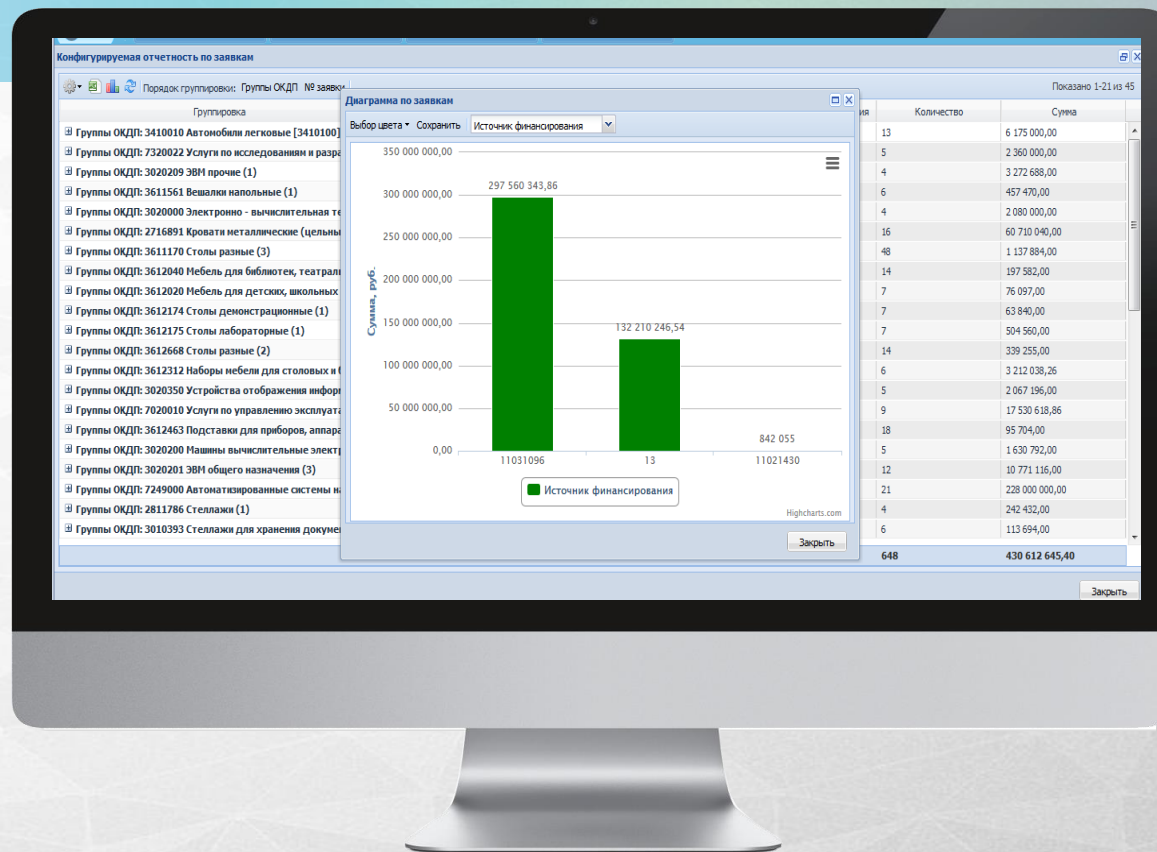 Конфигурируемая отчетность по заявкам
Порядок группировки: Группы ОКДП № заявки
Показано 1-21 из 45
Группировка
Количество
Сумма
Группы ОКДП: 3410010 Автомобили легковые [3410100]
13 6 175 000,00
Группы ОКДП: 7320022 Услуги по исследованиям и
5 2 360 000,00
Группы ОКДП: 3020209 ЭВМ прочие (1)
4 3 272 688,00
Группы ОКДП: 3611561 Вешалки напольные (1)
6 457 470,00
Группы ОКДП: 3020000 Электронно - вычислительная
4 2 080 000,00
Группы ОКДП: 2716891 Кровати металлические
16 60 710 040,00
Группы ОКДП: 3611170 Столы разные (3)
48 1 137 884,00
Группы ОКДП: 3612040 Мебель для библиотек,
14 197 582,00
Группы ОКДП: 3612020 Мебель для детских, школьных
7 76 097,00
Группы ОКДП: 3612174 Столы демонстрационные (1)
7 63 840,00
Группы ОКДП: 3612175 Столы лабораторные (1)
7 504 560,00
Группы ОКДП: 3612668 Столы разные (2)
14 339 255,00
Группы ОКДП: 3612312 Наборы мебели для столовых и
6 3 212 038,26
Группы ОКДП: 3020350 Устройства отображения
5 2 067 196,00
Группы ОКДП: 7020010 Услуги по управлению
9 17 530 618,86
Группы ОКДП: 3612463 Подставки для приборов,
18 95 704,00
Группы ОКДП: 3020200 Машины вычислительные
5 1 630 792,00
Группы ОКДП: 3020201 ЭВМ общего назначения (3)
12 10 771 116,00
Группы ОКДП: 7249000 Автоматизированные системы
21 228 000 000,00
Группы ОКДП: 2811786 Стеллажи (1)
4 242 432,00
Группы ОКДП: 3010393 Стеллажи для хранения
6 113 694,00
648 430 612 645,40
Закрыть
Диаграмма по заявкам
Выбор цвета Сохранить Источник финансирования
350 000 000,00
300 000 000,00
250 000 000,00
200 000 000,00
150 000 000,00
100 000 000,00
50 000 000,00
0,00
Сумма, руб.
297 560 343,86
132 210 246,54
842 055
11031096 13 11021430
Источник финансирования
Highcharts.com
Закрыть